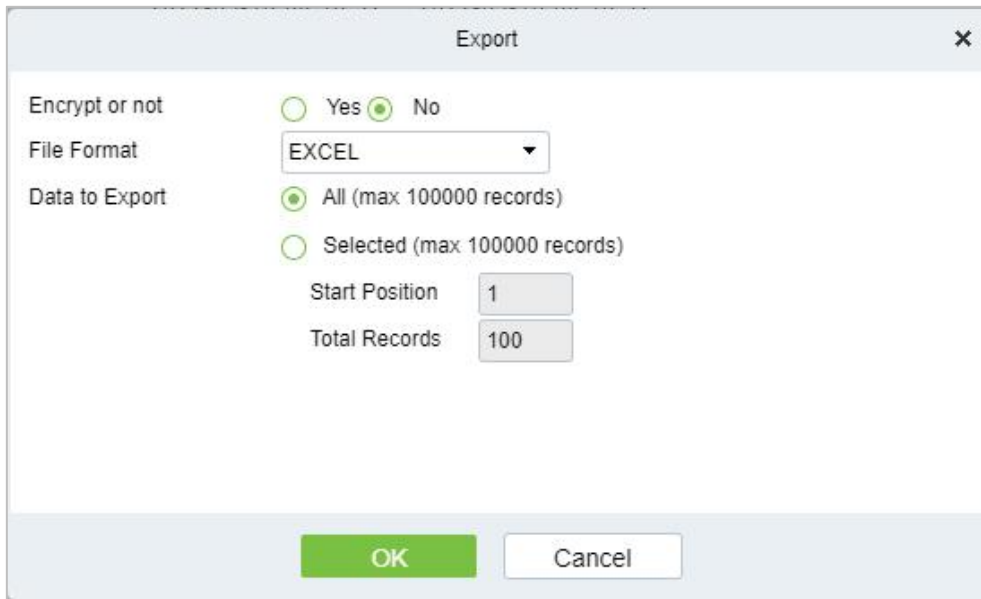 Export
Encrypt or not Yes No
File Format EXCEL
Data to Export All (max 100000 records)
Selected (max 100000 records)
Start Position 1
Total Records 100
OK Cancel